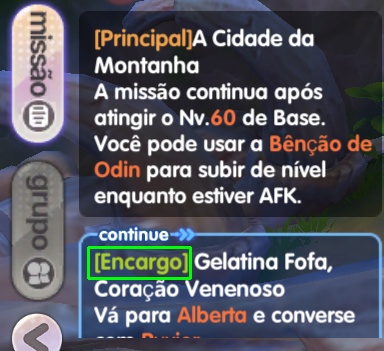 missão
[Principal]A Cidade da
Montanha
A missão continua após
atingir o Nv.60 de Base.
Você pode usar a Bênção de
Odin para subir de nível
enquanto estiver AFK.
grupo
continue
[Encargo] Gelatina Fofa,
Coração Venenoso
Vá para Alberta e converse
com